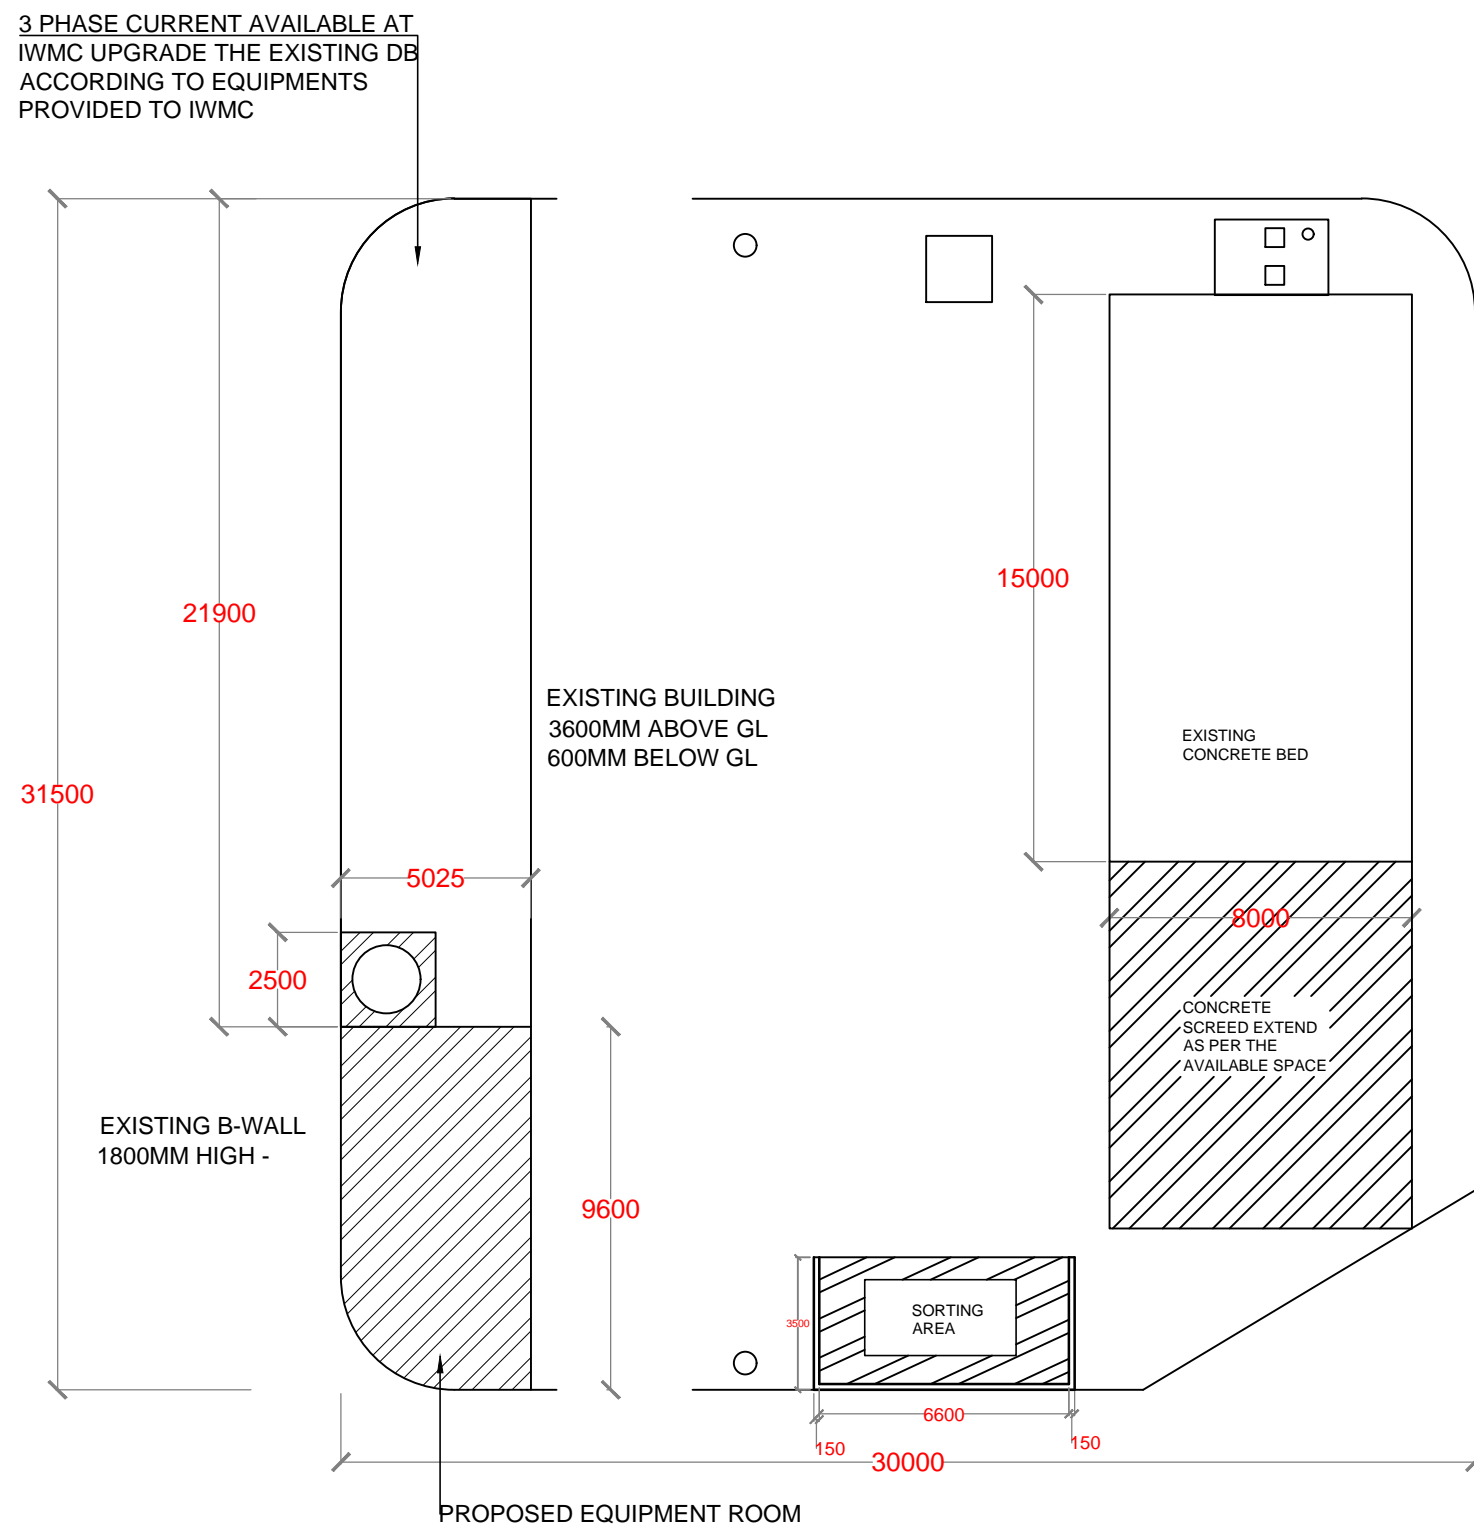 3 PHASE CURRENT AVAILABLE AT
IWMC UPGRADE THE EXISTING DB
ACCORDING TO EQUIPMENTS
PROVIDED TO IWMC
15000
21900
EXISTING BUILDING
3600MM ABOVE GL
600MM BELOW GL
EXISTING
CONCRETE BED
31500
5025
8000
2500
CONCRETE
SCREED EXTEND
AS PER THE
AVAILABLE SPACE
EXISTING B-WALL
1800MM HIGH -
9600
SORTING
AREA
3500
6600
150
150
30000
PROPOSED EQUIPMENT ROOM